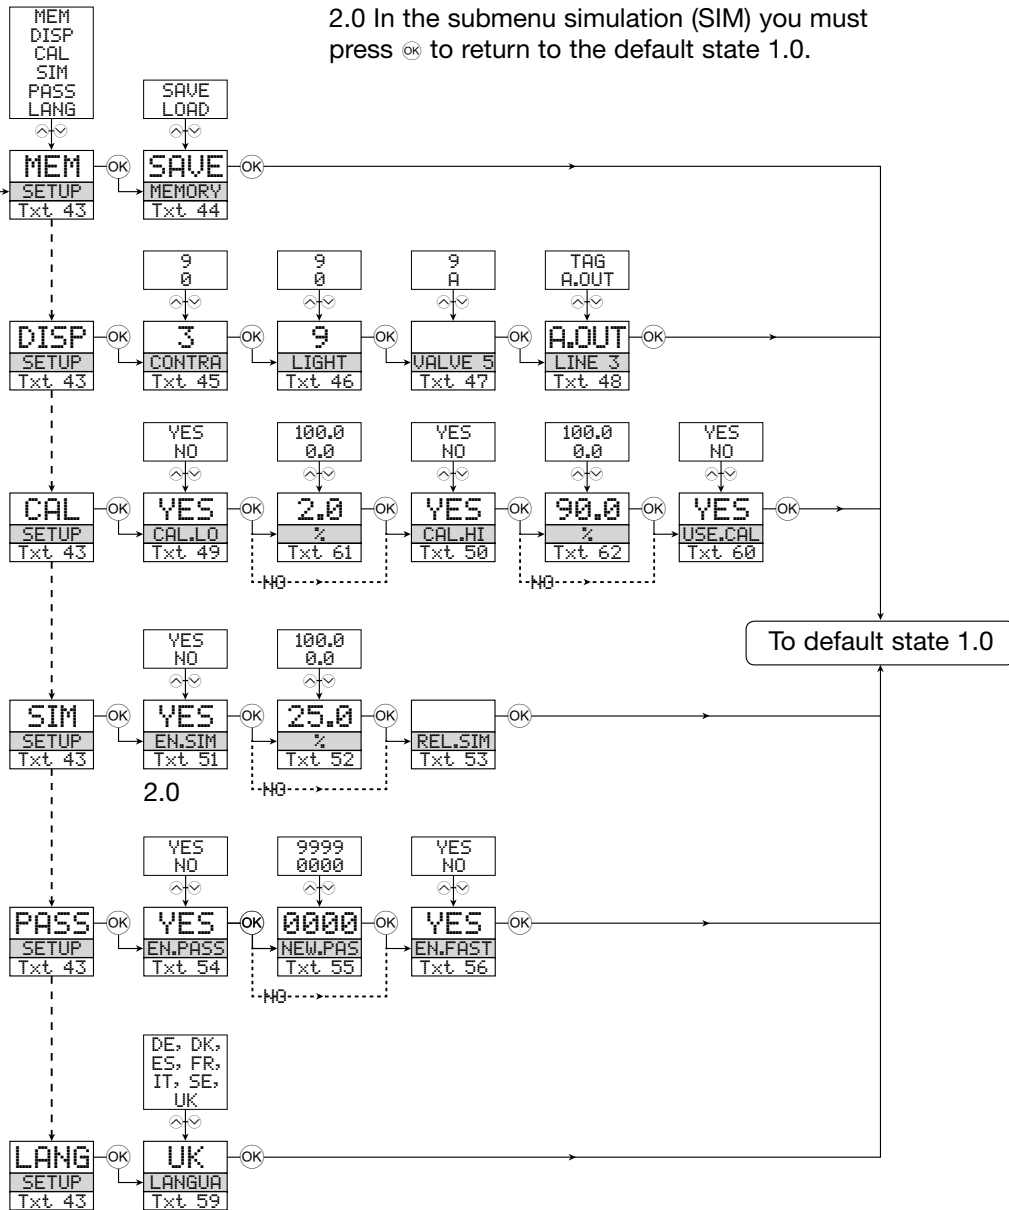 2.0 In the submenu simulation (SIM) you must
press OK to return to the default state 1.0.
MEM
DISP
CAL
SIM
PASS
LANG
SAVE
LOAD
MEM
SETUP
Txt 43
OK
SAVE
MEMORY
Txt 44
OK
9
0
9
0
9
A
TAG
A.OUT
DISP
SETUP
Txt 43
OK
3
CONTRA
Txt 45
OK
9
LIGHT
Txt 46
OK
VALVE 5
Txt 47
OK
A.OUT
LINE 3
Txt 48
OK
YES
NO
100.0
0.0
YES
NO
100.0
0.0
YES
NO
CAL
SETUP
Txt 43
OK
YES
CAL.LO
Txt 49
OK
2.0
%
Txt 61
OK
YES
CAL.HI
Txt 50
OK
90.0
%
Txt 62
OK
YES
USE.CAL
Txt 60
OK
NO
NO
To default state 1.0
YES
NO
100.0
0.0
SIM
SETUP
Txt 43
OK
YES
EN.SIM
Txt 51
OK
25.0
%
Txt 52
OK
REL.SIM
Txt 53
OK
2.0
NO
YES
NO
9999
0000
YES
NO
PASS
SETUP
Txt 43
OK
YES
EN.PASS
Txt 54
OK
0000
NEW.PAS
Txt 55
OK
YES
EN.FAST
Txt 56
OK
NO
DE, DK,
ES, FR,
IT, SE,
UK
LANG
SETUP
Txt 43
OK
UK
LANGUA
Txt 59
OK